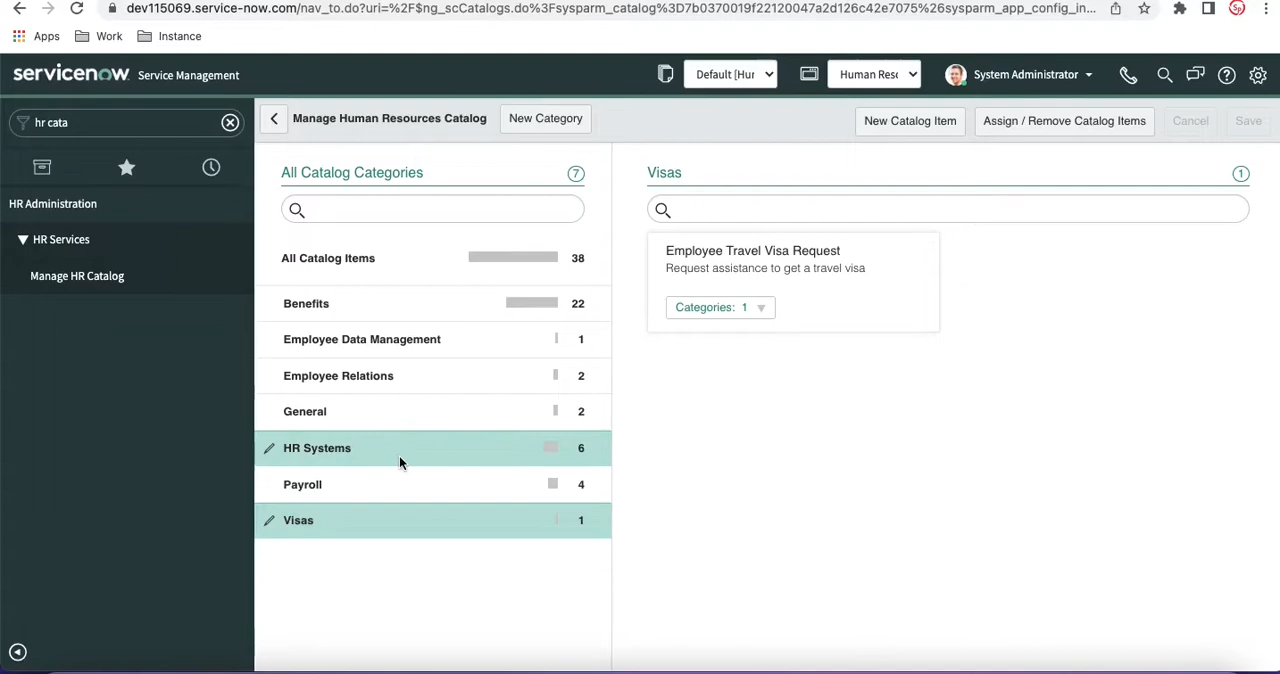 dev115069.service-now.com/nav_to.do?uri=%2F$ng_scCatalogs.do%3Fsysparm_catalog%3D7b0370019f22120047a2d126c42e7075%26sysparm_app_config_in...
Sp
Apps Work Instance
servicenow Service Management Default [Hur Human Resc System Administrator
hr cata
Manage Human Resources Catalog New Category New Catalog Item Assign / Remove Catalog Items Cancel Save
HR Administration
HR Services
Manage HR Catalog
All Catalog Categories 7
All Catalog Items 38
Benefits 22
Employee Data Management 1
Employee Relations 2
General 2
HR Systems 6
Payroll 4
Visas 1
Visas 1
Employee Travel Visa Request
Request assistance to get a travel visa
Categories: 1